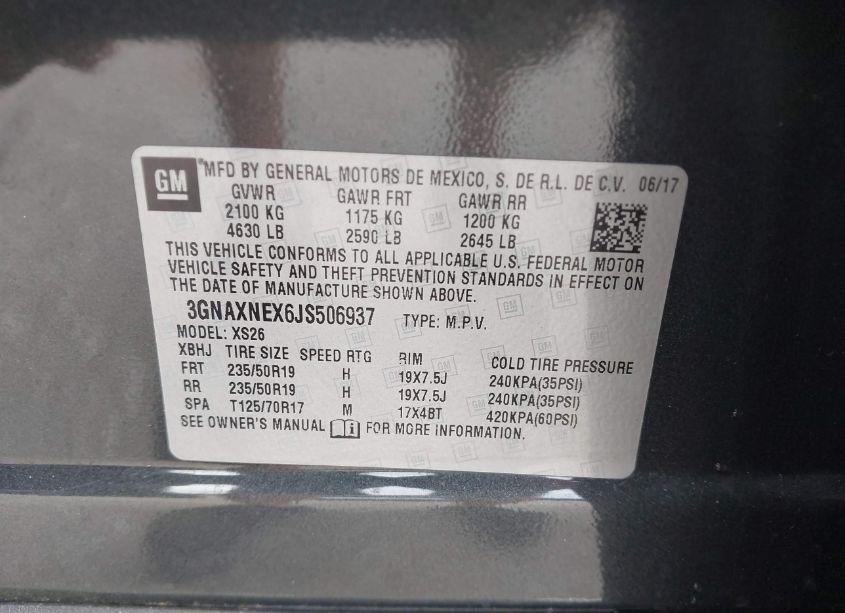 GM
MFD BY GENERAL MOTORS DE MEXICO, S. DE R.L. DE C.V. 06/17
GVWR GAWR FRT GAWR RR
2100 KG 1175 KG 1200 KG
4630 LB 2590 LB 2645 LB
THIS VEHICLE CONFORMS TO ALL APPLICABLE U.S. FEDERAL MOTOR
VEHICLE SAFETY AND THEFT PREVENTION STANDARDS IN EFFECT ON
THE DATE OF MANUFACTURE SHOWN ABOVE.
3GNAXNEX6JS506937 TYPE: M.P.V.
MODEL: XS26
XBHJ TIRE SIZE SPEED RTG RIM COLD TIRE PRESSURE
FRT 235/50R19 H 19X7.5J 240KPA(35PSI)
RR 235/50R19 H 19X7.5J 240KPA(35PSI)
SPA T125/70R17 M 17X4BT 420KPA(60PSI)
SEE OWNER'S MANUAL i FOR MORE INFORMATION.